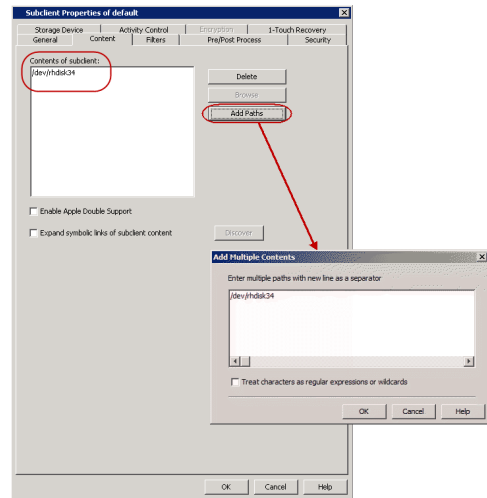 Subclient Properties of default
Storage Device Activity Control Encryption 1-Touch Recovery
General Content Filters Pre/Post Process Security
Contents of subclient:
/dev/rhdisk34
Delete
Browse
Add Paths
Enable Apple Double Support
Expand symbolic links of subclient content
Discover
Add Multiple Contents
Enter multiple paths with new line as a separator
/dev/rhdisk34
Treat characters as regular expressions or wildcards
OK Cancel Help
OK Cancel Help